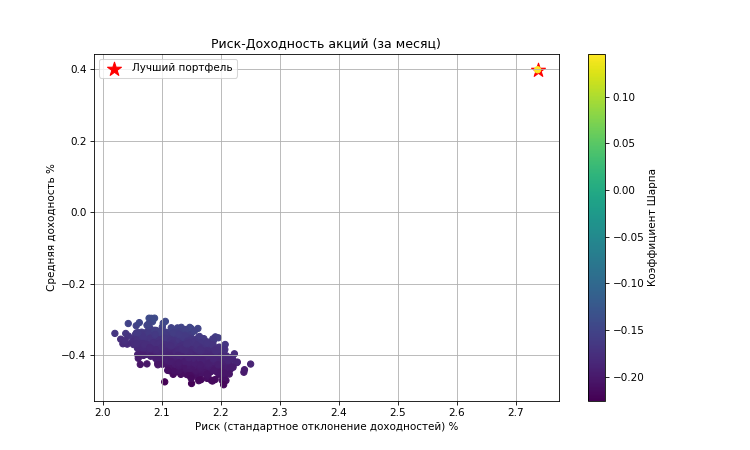 Риск-Доходность акций (за месяц)
Лучший портфель
0.4
0.2
0.0
−0.2
−0.4
Средняя доходность %
2.0 2.1 2.2 2.3 2.4 2.5 2.6 2.7
Риск (стандартное отклонение доходностей) %
0.10
0.05
0.00
−0.05
−0.10
−0.15
−0.20
Коэффициент Шарпа